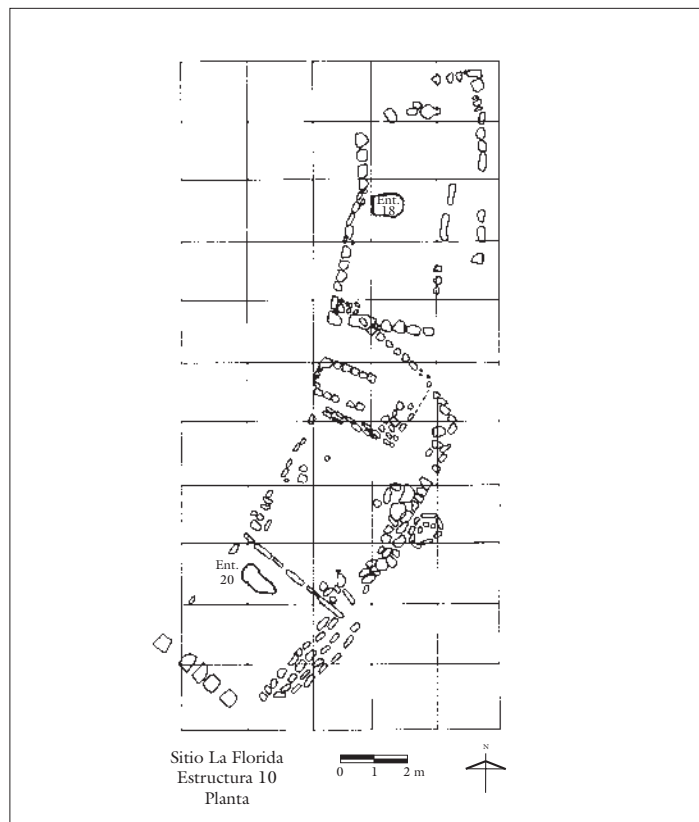 Ent.
18
Ent.
20
Sitio La Florida
Estructura 10
Planta
0 1 2 m
N